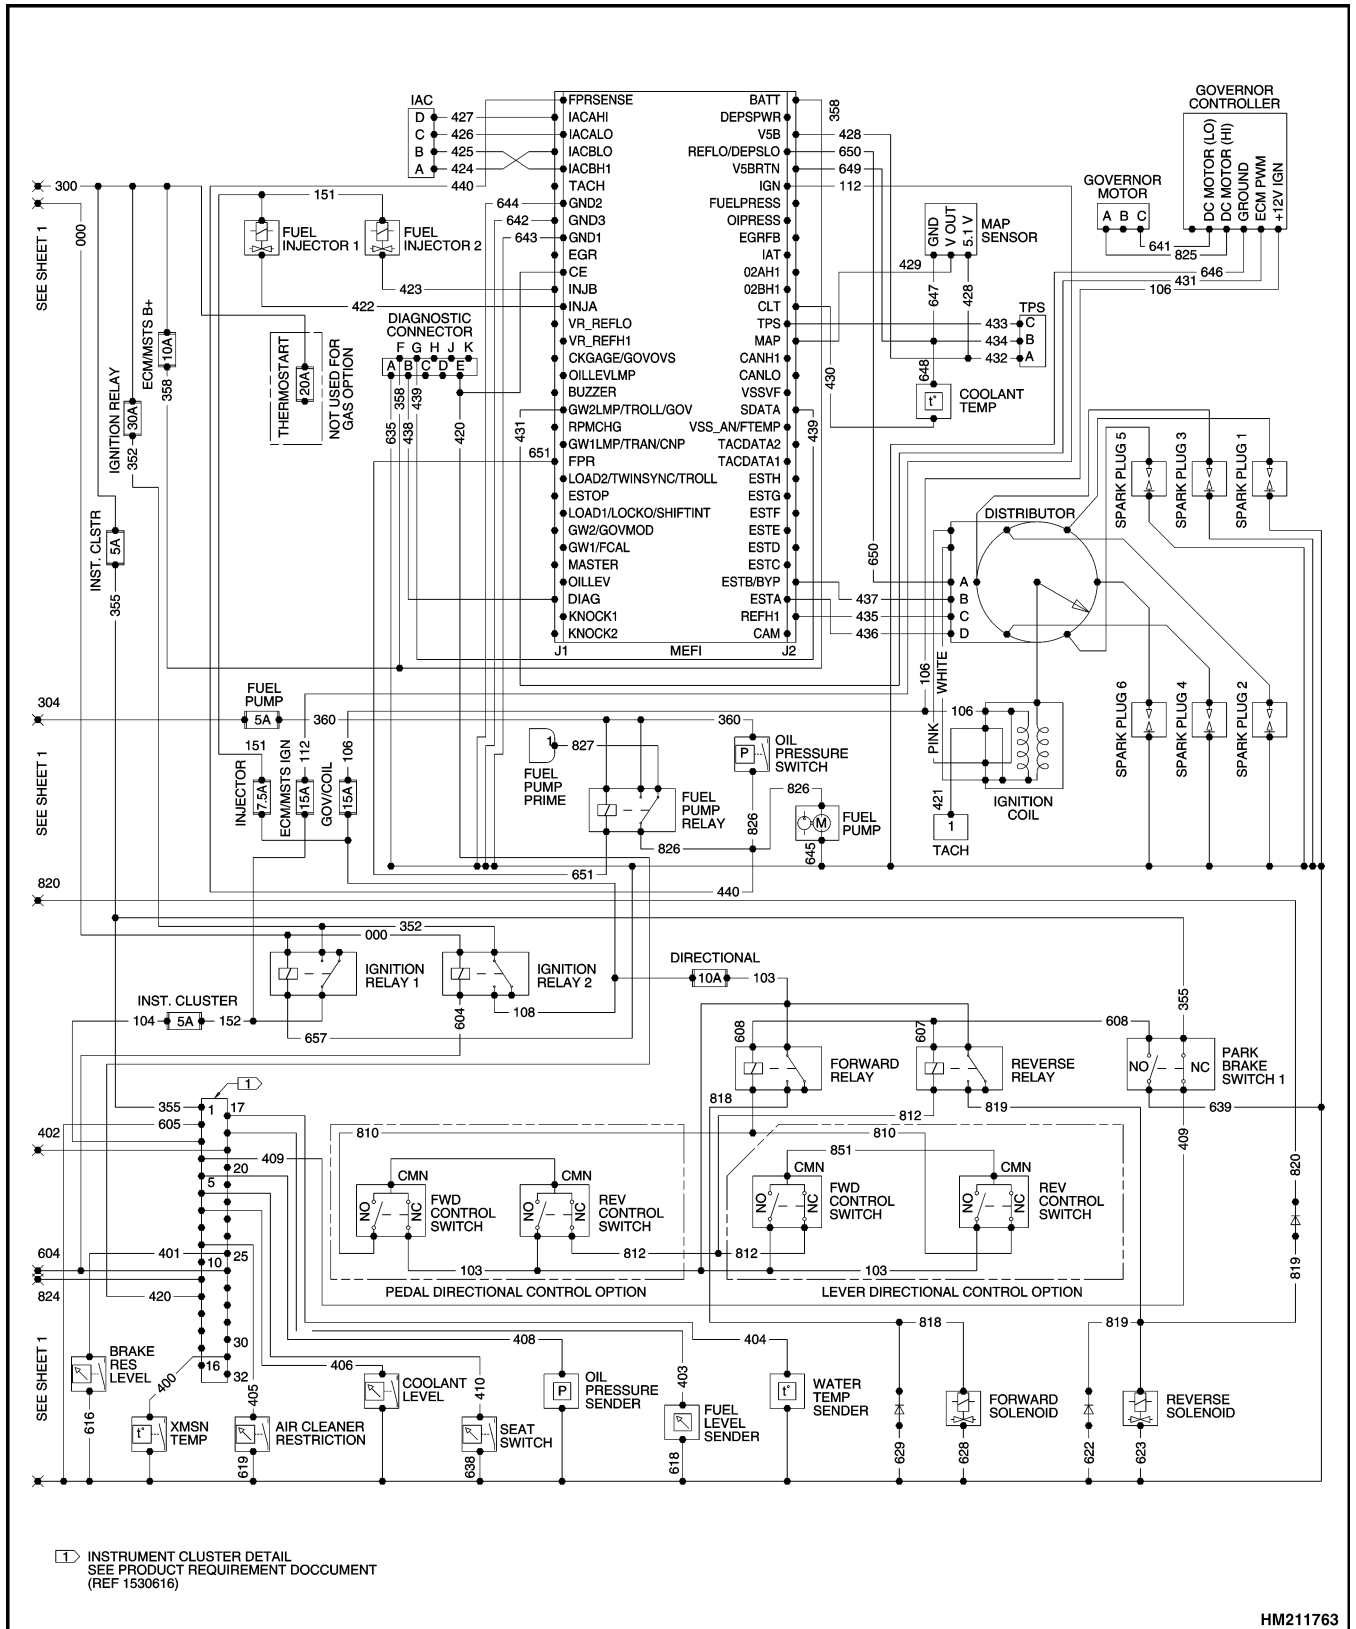 IAC
D
427
C
426
B
425
A
424
440
FPRSENSE
IACAHI
IACALO
IACBLO
IACBH1
TACH
GND2
GND3
GND1
EGR
CE
INJB
INJA
VR_REFLO
VR_REFH1
CKGAGE/GOVOVS
OILLEVLMP
BUZZER
GW2LMP/TROLL/GOV
RPMCHG
GW1LMP/TRAN/CNP
FPR
LOAD2/TWINSYNC/TROLL
ESTOP
LOAD1/LOCKO/SHIFTINT
GW2/GOVMOD
GW1/FCAL
MASTER
OILLEV
DIAG
KNOCK1
KNOCK2
BATT
DEPSPWR
V5B
REFLO/DEPSLO
V5BRTN
IGN
FUELPRESS
OIPRESS
EGRFB
IAT
02AH1
02BH1
CLT
TPS
MAP
CANH1
CANLO
VSSVF
SDATA
VSS_AN/FTEMP
TACDATA2
TACDATA1
ESTH
ESTG
ESTF
ESTE
ESTD
ESTC
ESTB/BYP
ESTA
REFH1
CAM
J1
MEFI
J2
358
428
650
649
112
GOVERNOR
CONTROLLER
DC MOTOR (LO)
DC MOTOR (HI)
GROUND
ECM PWM
+12V IGN
GOVERNOR
MOTOR
A B C
641
825
646
431
106
GND
V OUT
5.1 V
MAP
SENSOR
429
647
428
TPS
433
C
434
B
432
A
648
t°
COOLANT
TEMP
430
439
300
000
SEE SHEET 1
151
FUEL
INJECTOR 1
FUEL
INJECTOR 2
644
642
643
423
422
DIAGNOSTIC
CONNECTOR
F G H J K
A B C D E
635
358
438
439
420
431
651
ECM/MSTS B+
10A
358
IGNITION RELAY
30A
352
INST. CLSTR
5A
355
THERMOSTART
20A
NOT USED FOR
GAS OPTION
SPARK PLUG 5
SPARK PLUG 3
SPARK PLUG 1
DISTRIBUTOR
650
A
437
B
435
C
436
D
106
WHITE
PINK
106
421
1
TACH
IGNITION
COIL
SPARK PLUG 6
SPARK PLUG 4
SPARK PLUG 2
304
FUEL
PUMP
5A
360
360
SEE SHEET 1
151
112
106
INJECTOR
7.5A
ECM/MSTS IGN
15A
GOV/COIL
15A
1
827
FUEL
PUMP
PRIME
FUEL
PUMP
RELAY
P
OIL
PRESSURE
SWITCH
826
826
826
M
FUEL
PUMP
645
651
440
820
352
000
IGNITION
RELAY 1
IGNITION
RELAY 2
DIRECTIONAL
10A
103
INST. CLUSTER
104
5A
152
604
108
657
608
607
608
355
FORWARD
RELAY
REVERSE
RELAY
NO
NC
PARK
BRAKE
SWITCH 1
818
812
819
639
409
1
355
1
17
605
402
409
20
5
810
810
CMN
CMN
NO
NC
FWD
CONTROL
SWITCH
NO
NC
REV
CONTROL
SWITCH
851
CMN
CMN
NO
NC
FWD
CONTROL
SWITCH
NO
NC
REV
CONTROL
SWITCH
820
819
604
401
25
10
812
812
103
103
824
420
PEDAL DIRECTIONAL CONTROL OPTION
LEVER DIRECTIONAL CONTROL OPTION
30
16
32
408
404
818
819
SEE SHEET 1
BRAKE
RES
LEVEL
616
400
t°
XMSN
TEMP
405
AIR CLEANER
RESTRICTION
619
406
COOLANT
LEVEL
410
SEAT
SWITCH
638
P
OIL
PRESSURE
SENDER
403
FUEL
LEVEL
SENDER
618
t°
WATER
TEMP
SENDER
629
FORWARD
SOLENOID
628
622
REVERSE
SOLENOID
623
1 INSTRUMENT CLUSTER DETAIL
SEE PRODUCT REQUIREMENT DOCCUMENT
(REF 1530616)
HM211763